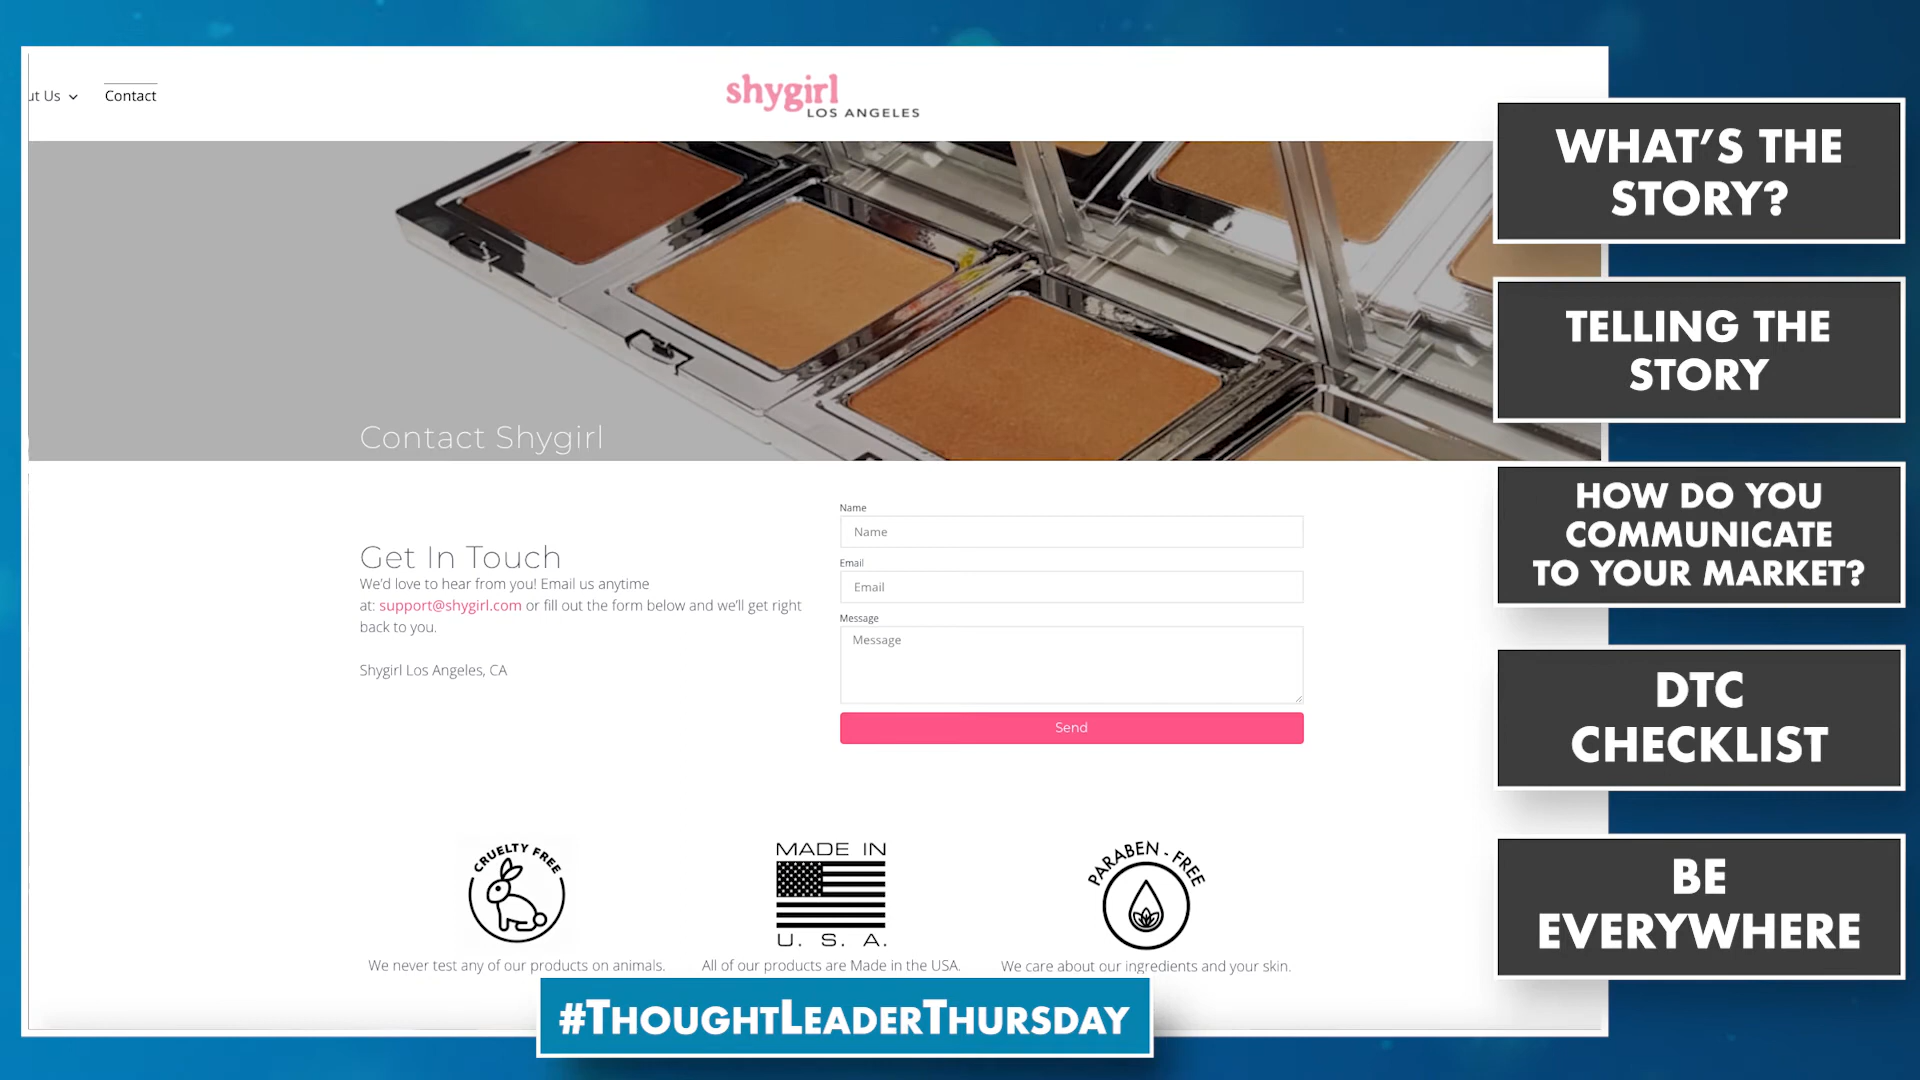 ut Us
Contact
shygirl
LOS ANGELES
Contact Shygirl
Get In Touch
We'd love to hear from you! Email us anytime
at: support@shygirl.com or fill out the form below and we'll get right
back to you.
Shygirl Los Angeles, CA
Name
Name
Email
Email
Message
Message
Send
CRUELTY FREE
We never test any of our products on animals.
MADE IN
U. S. A.
All of our products are Made in the USA.
PARABEN - FREE
We care about our ingredients and your skin.
WHAT'S THE
STORY?
TELLING THE
STORY
HOW DO YOU
COMMUNICATE
TO YOUR MARKET?
DTC
CHECKLIST
BE
EVERYWHERE
#THOUGHTLEADERTHURSDAY